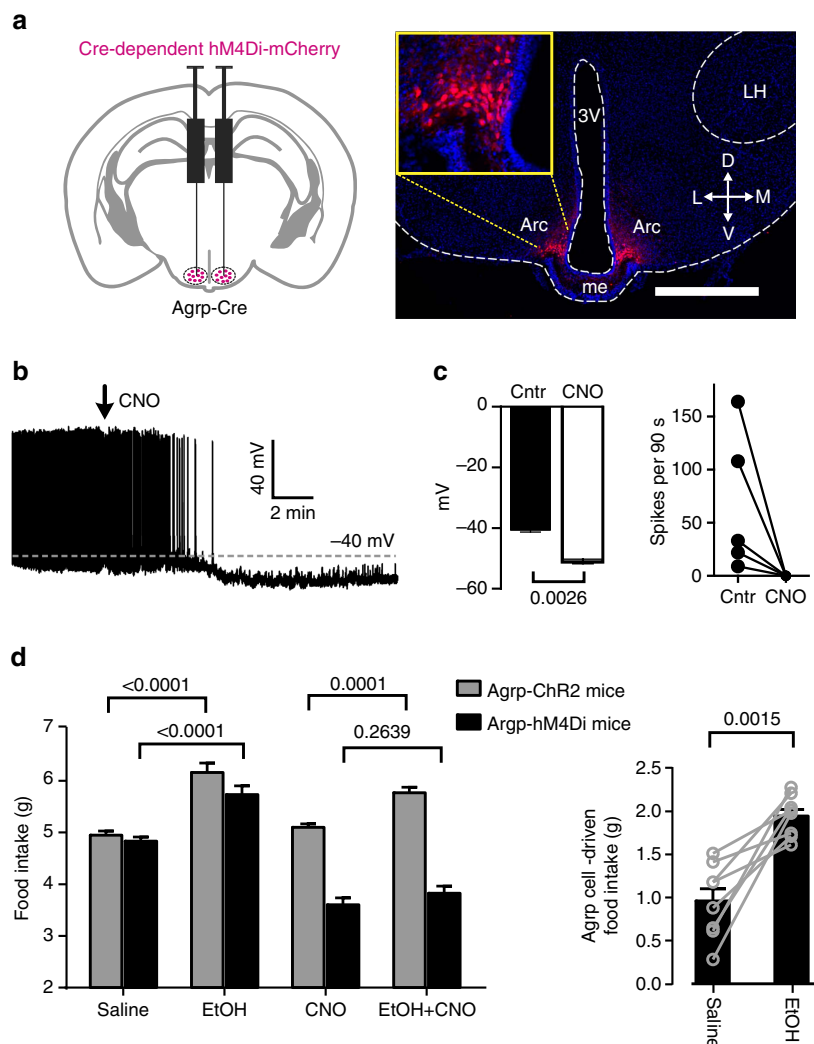 a
Cre-dependent hM4Di-mCherry
Agrp-Cre
3V
LH
D
L M
V
Arc
Arc
me
b
CNO
40 mV
2 min
–40 mV
c
Cntr CNO
0
–20
–40
–60
mV
0.0026
150
100
50
0
Spikes per 90 s
Cntr CNO
d
<0.0001
<0.0001
0.0001
0.2639
Agrp-ChR2 mice
Argp-hM4Di mice
7
6
5
4
3
2
Food intake (g)
Saline EtOH CNO EtOH+CNO
0.0015
2.5
2.0
1.5
1.0
0.5
0.0
Agrp cell -driven
food intake (g)
Saline
EtOH